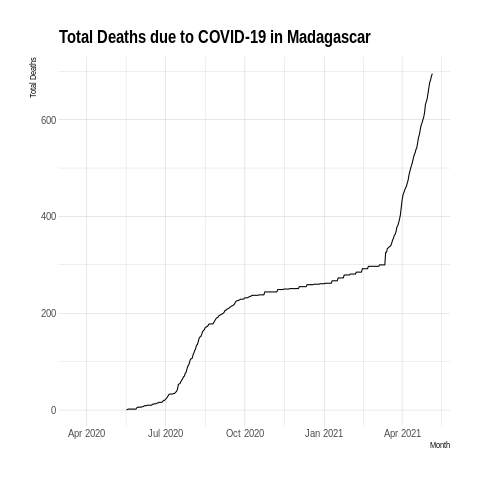 Total Deaths due to COVID-19 in Madagascar
Total Deaths
600
400
200
0
Apr 2020 Jul 2020 Oct 2020 Jan 2021 Apr 2021
Month